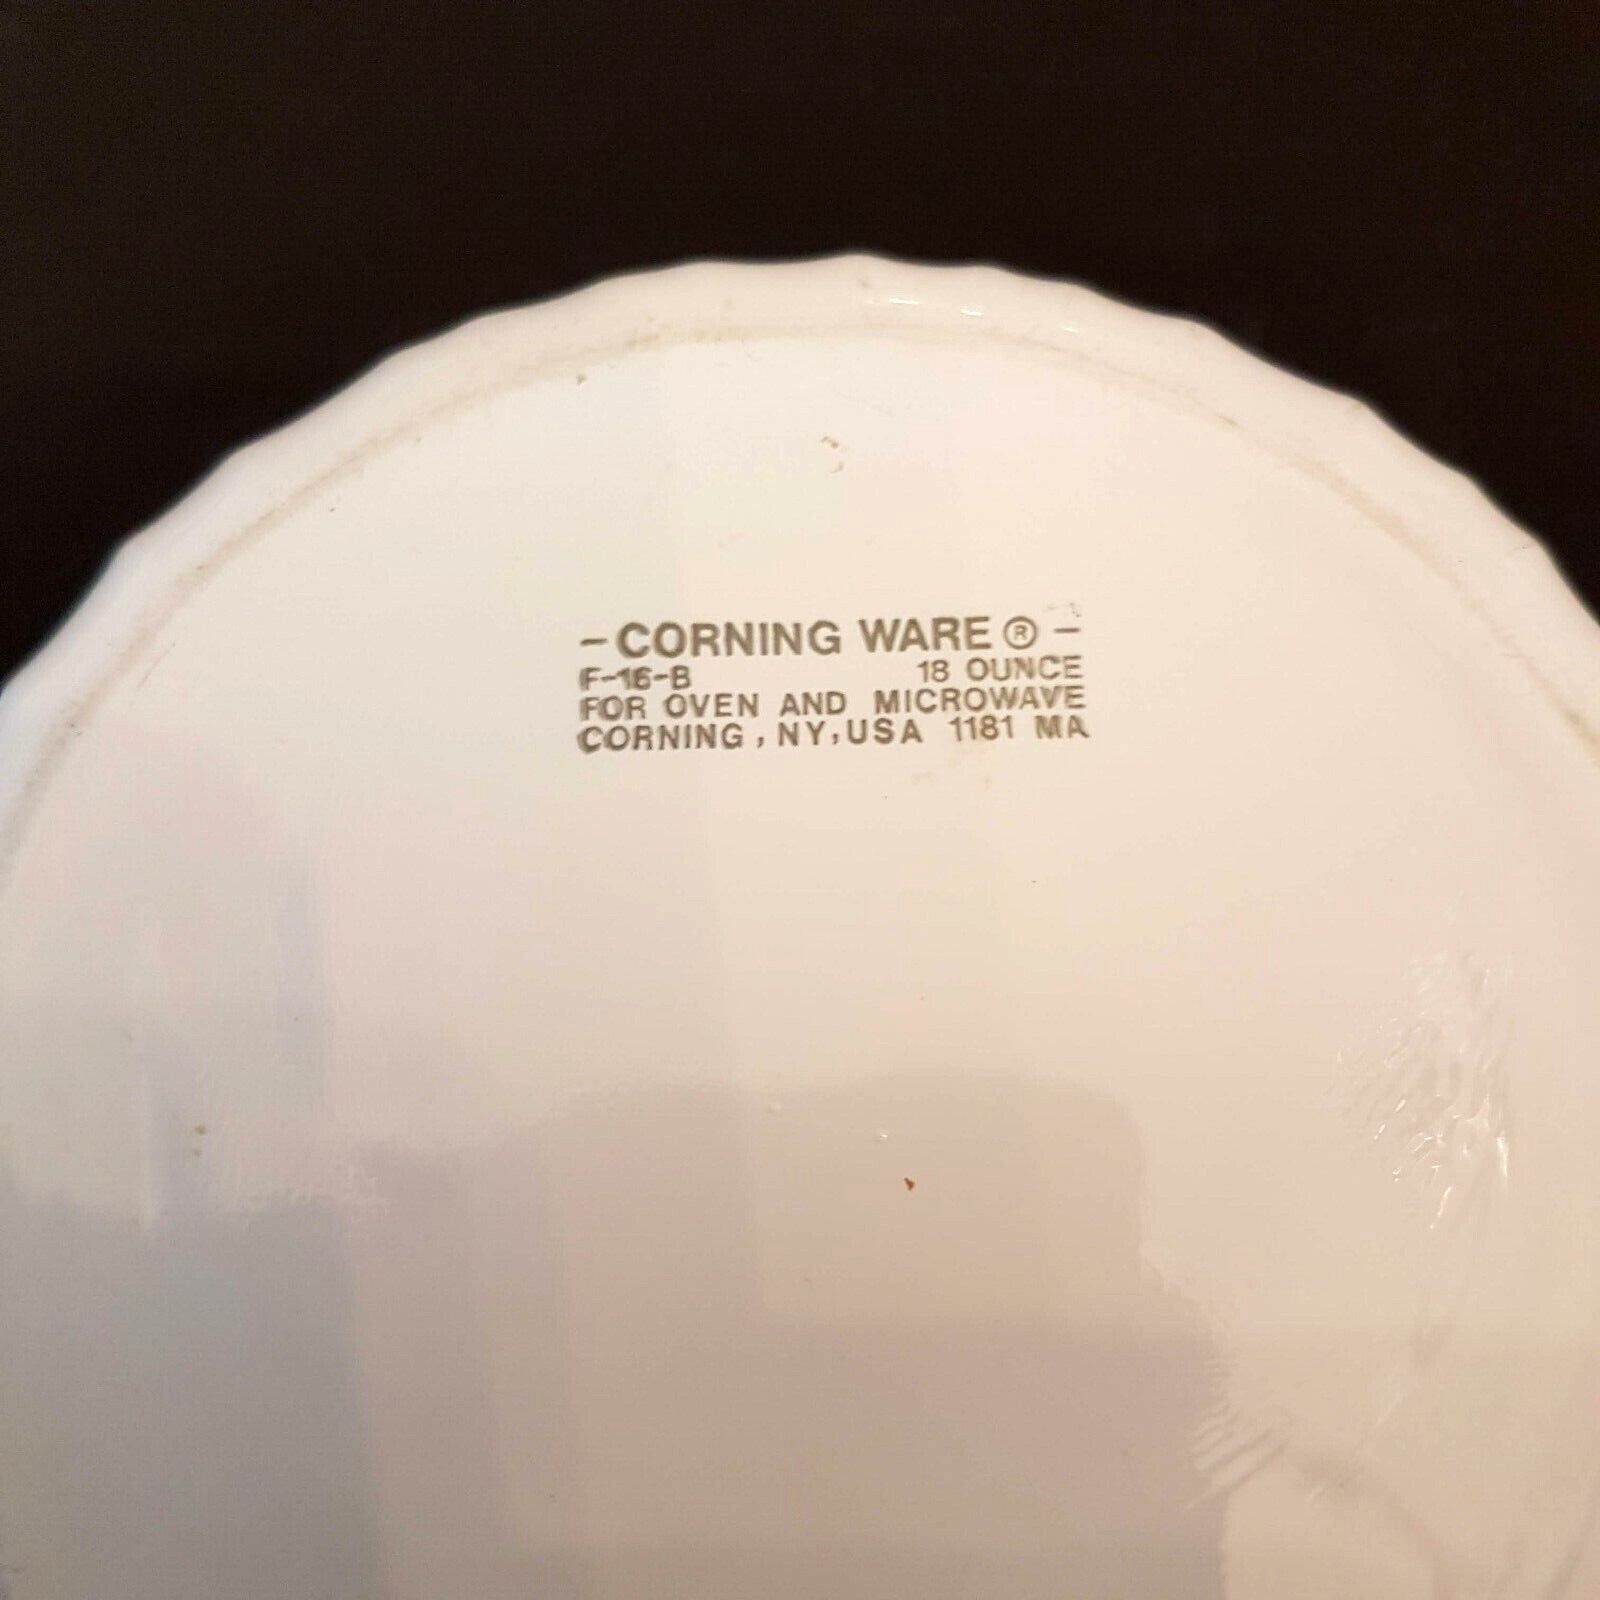 - CORNING WARE ® -
F-16-B 18 OUNCE
FOR OVEN AND MICROWAVE
CORNING, NY, USA 1181 MA